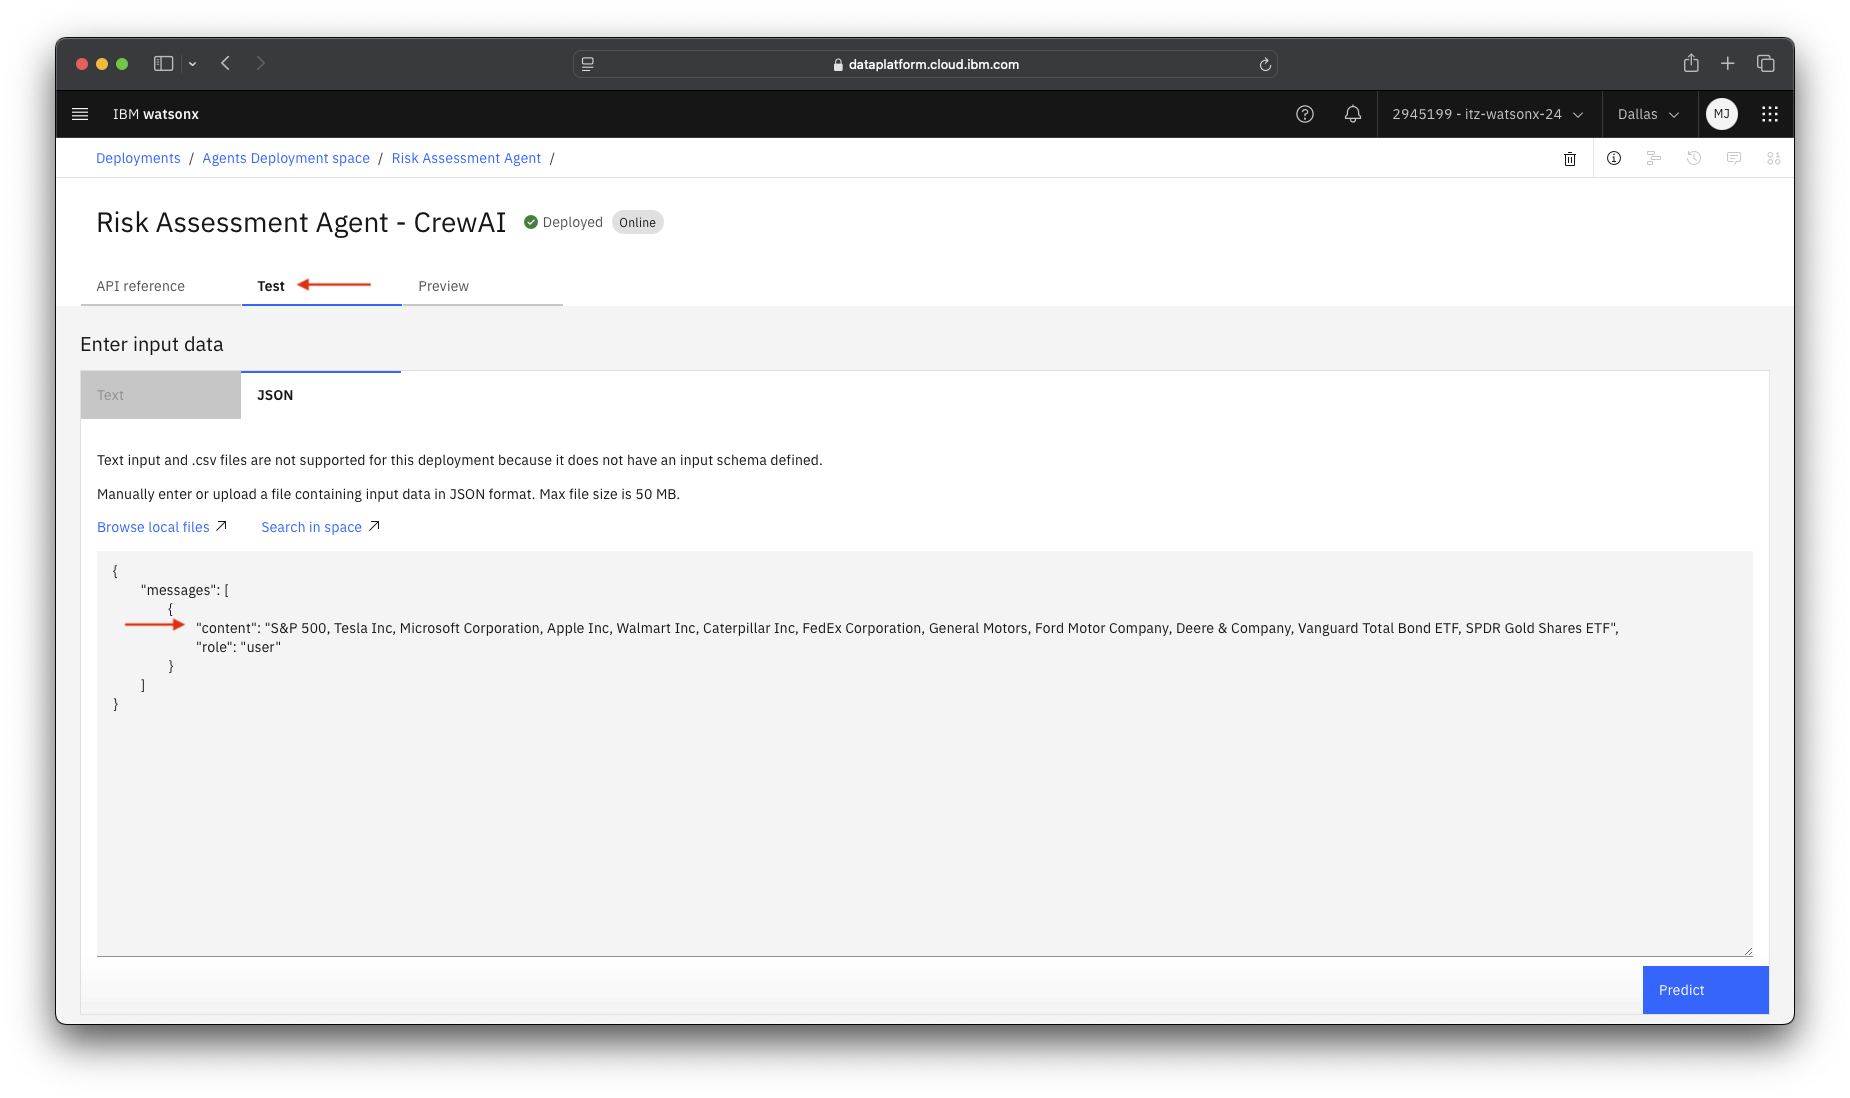 dataplatform.cloud.ibm.com
IBM watsonx
2945199 - itz-watsonx-24
Dallas
MJ
Deployments / Agents Deployment space / Risk Assessment Agent /
Risk Assessment Agent - CrewAI
Deployed
Online
API reference
Test
Preview
Enter input data
Text
JSON
Text input and .csv files are not supported for this deployment because it does not have an input schema defined.
Manually enter or upload a file containing input data in JSON format. Max file size is 50 MB.
Browse local files
Search in space
{
"messages": [
{
"content": "S&P 500, Tesla Inc, Microsoft Corporation, Apple Inc, Walmart Inc, Caterpillar Inc, FedEx Corporation, General Motors, Ford Motor Company, Deere & Company, Vanguard Total Bond ETF, SPDR Gold Shares ETF",
"role": "user"
}
]
}
Predict